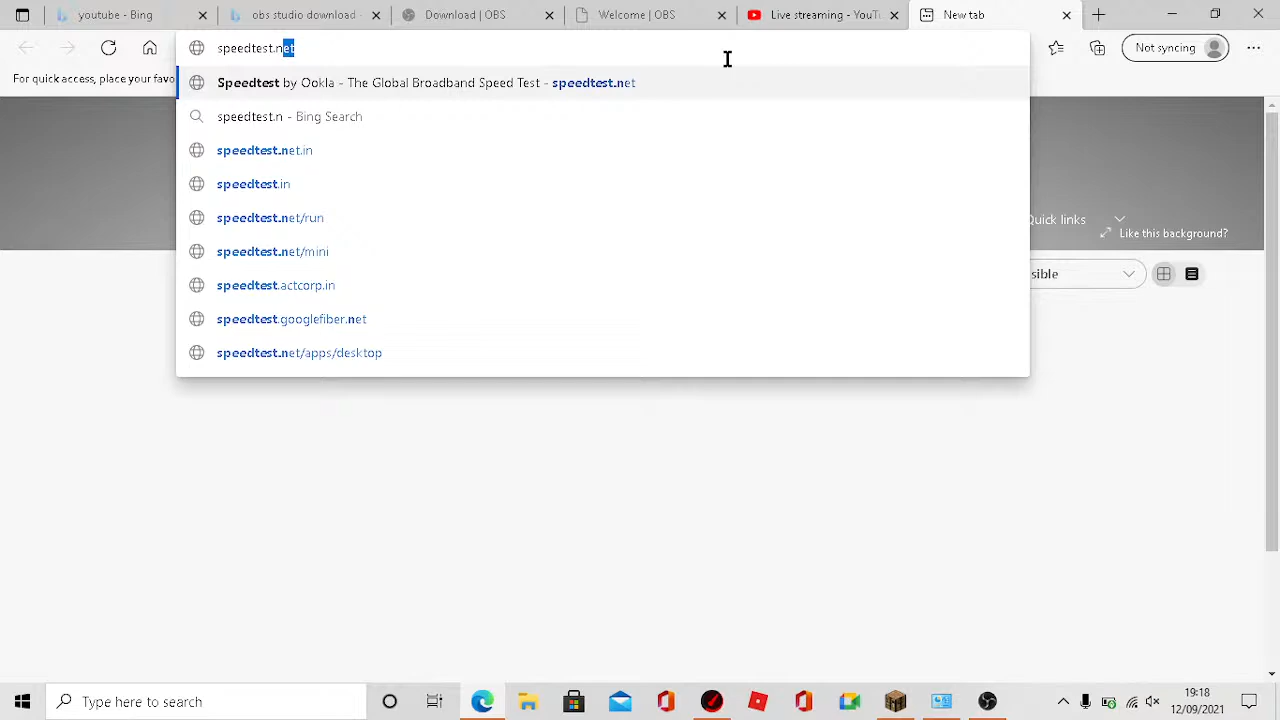 youtube - Bing
obs studio download -
Download | OBS
Welcome | OBS
Live streaming - YouT
New tab
speedtest.net
Not syncing
For quick access, place your favo
Speedtest by Ookla - The Global Broadband Speed Test - speedtest.net
speedtest.n - Bing Search
speedtest.net.in
speedtest.in
speedtest.net/run
speedtest.net/mini
speedtest.actcorp.in
speedtest.googlefiber.net
speedtest.net/apps/desktop
Quick links
Like this background?
sible
Type here to search
19:18
12/09/2021